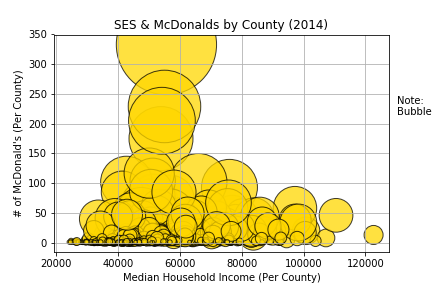 SES & McDonalds by County (2014)
350
300
250
200
150
100
50
0
# of McDonald's (Per County)
20000 40000 60000 80000 100000 120000
Median Household Income (Per County)
Note:
Bubble